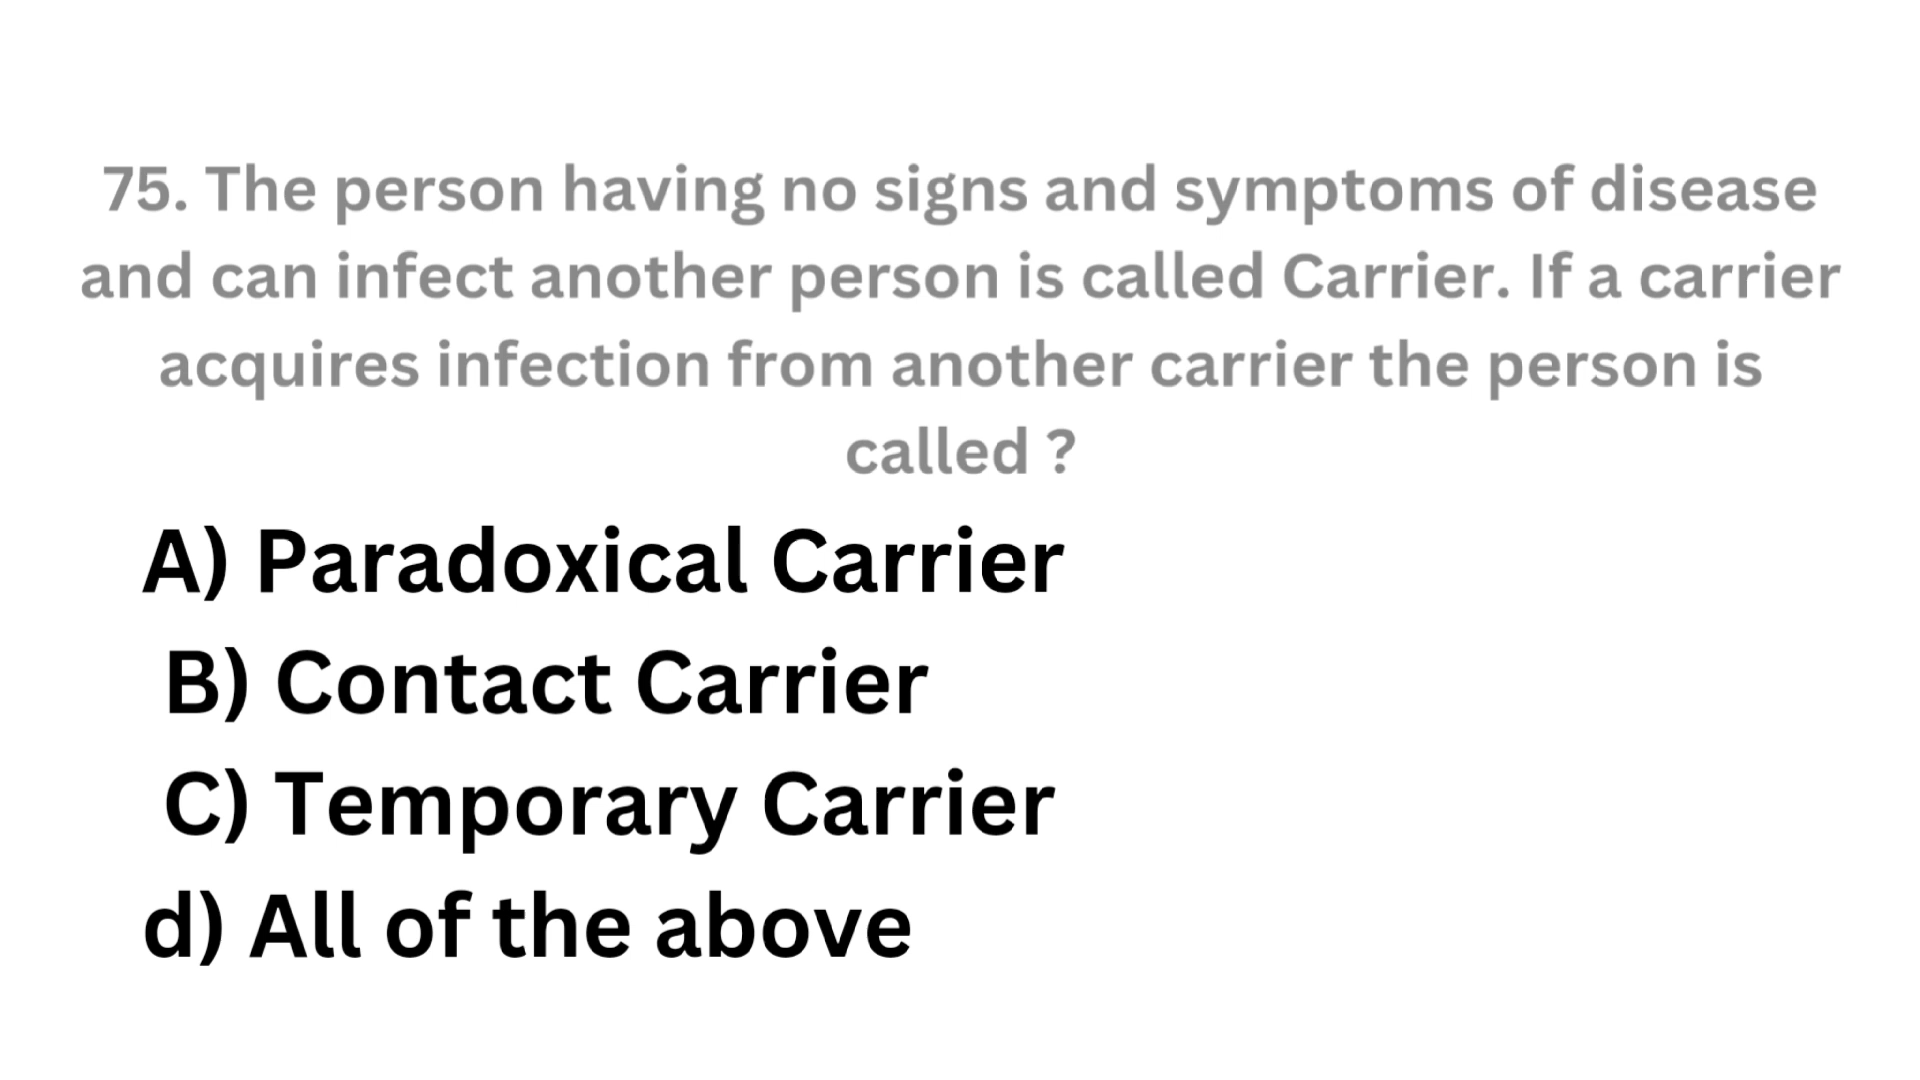 75. The person having no signs and symptoms of disease
and can infect another person is called Carrier. If a carrier
acquires infection from another carrier the person is
called ?
A) Paradoxical Carrier
B) Contact Carrier
C) Temporary Carrier
d) All of the above